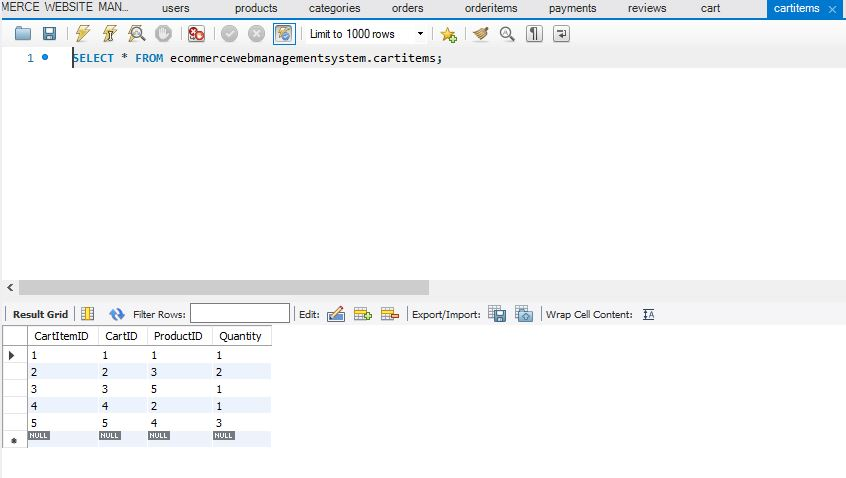 MERCE WEBSITE MAN... users products categories orders orderitems payments reviews cart cartitems
Limit to 1000 rows
1 SELECT * FROM ecommercewebmanagementsystem.cartitems;
Result Grid Filter Rows: Edit: Export/Import: Wrap Cell Content:
CartItemID CartID ProductID Quantity
1 1 1 1
2 2 3 2
3 3 5 1
4 4 2 1
5 5 4 3
NULL NULL NULL NULL